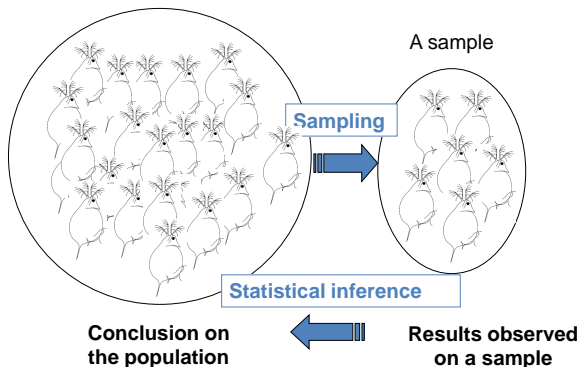 A sample
Sampling
Statistical inference
Conclusion on
the population
Results observed
on a sample